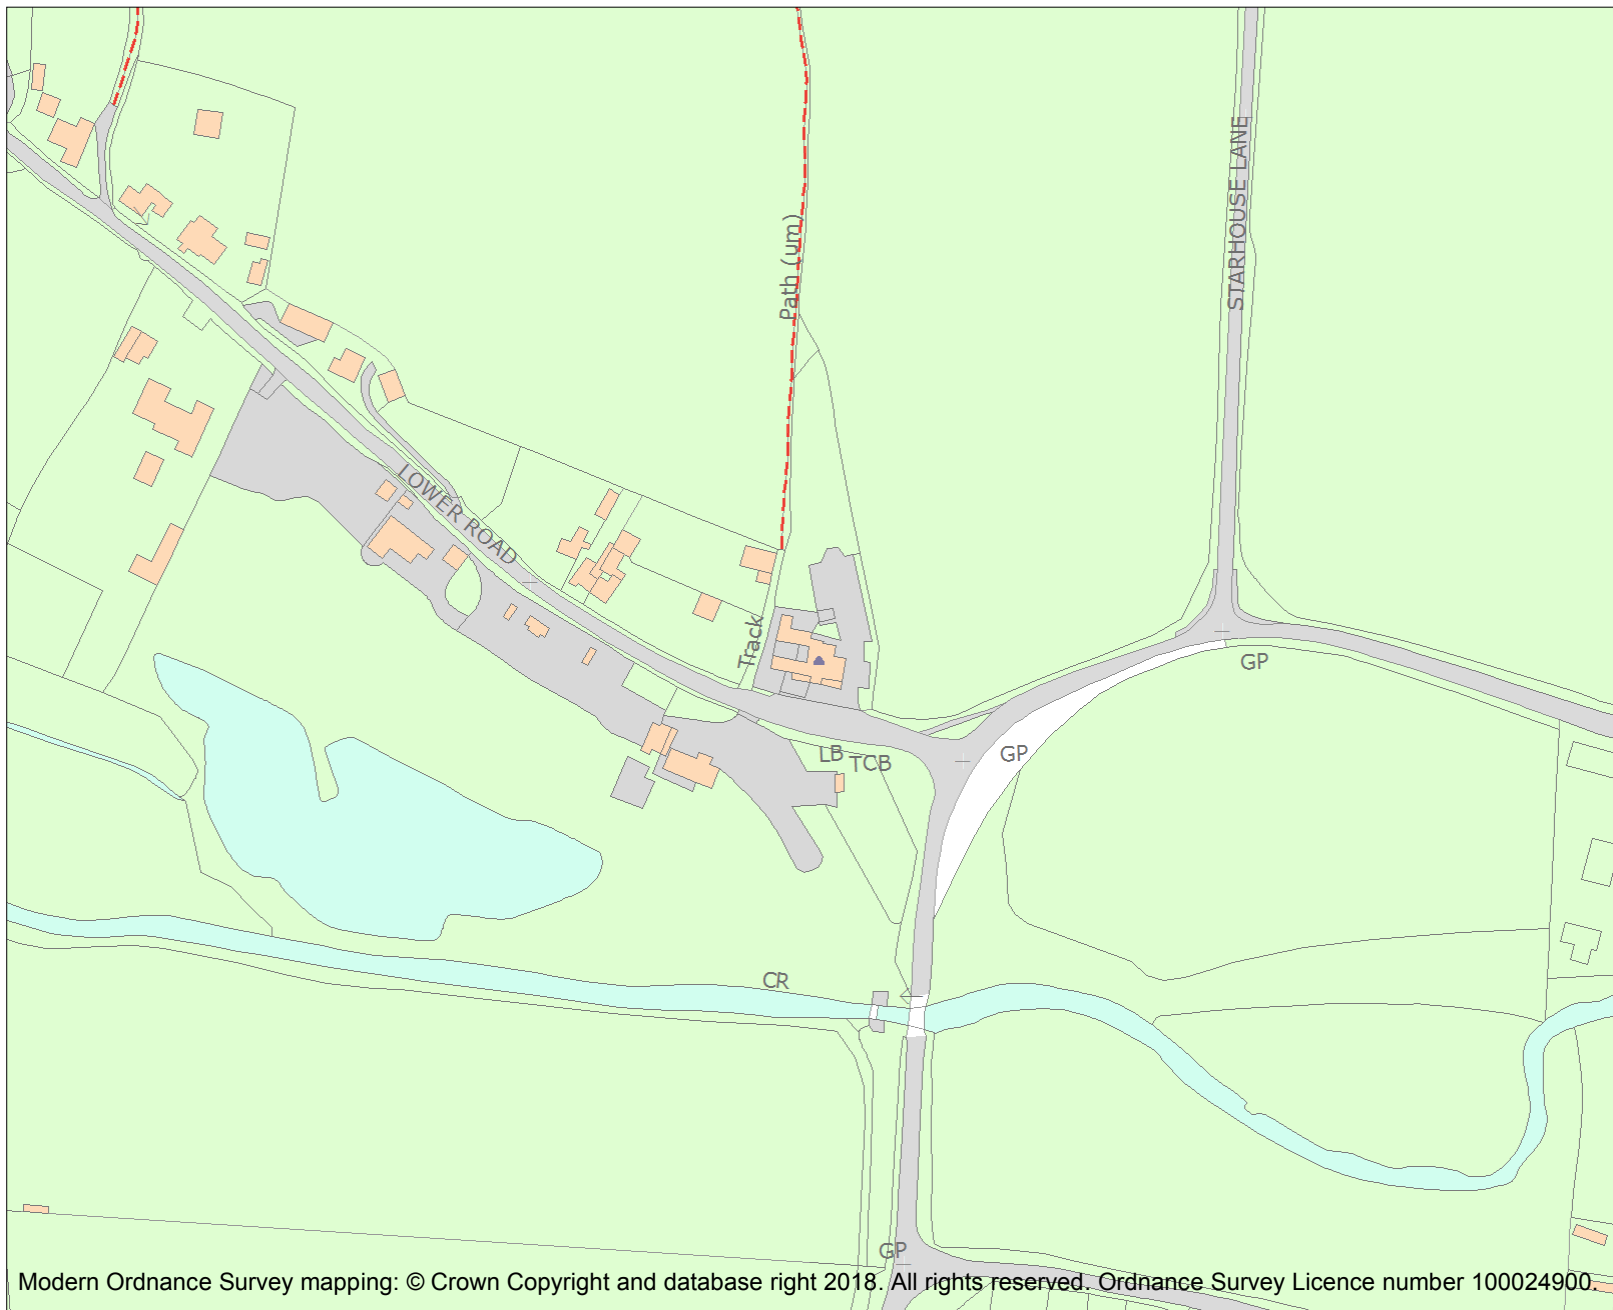 STARHOUSE LANE
Path (um)
LOWER ROAD
Track
GP
LB
TCB
GP
CR
GP
Modern Ordnance Survey mapping: © Crown Copyright and database right 2018. All rights reserved. Ordnance Survey Licence number 100024900.